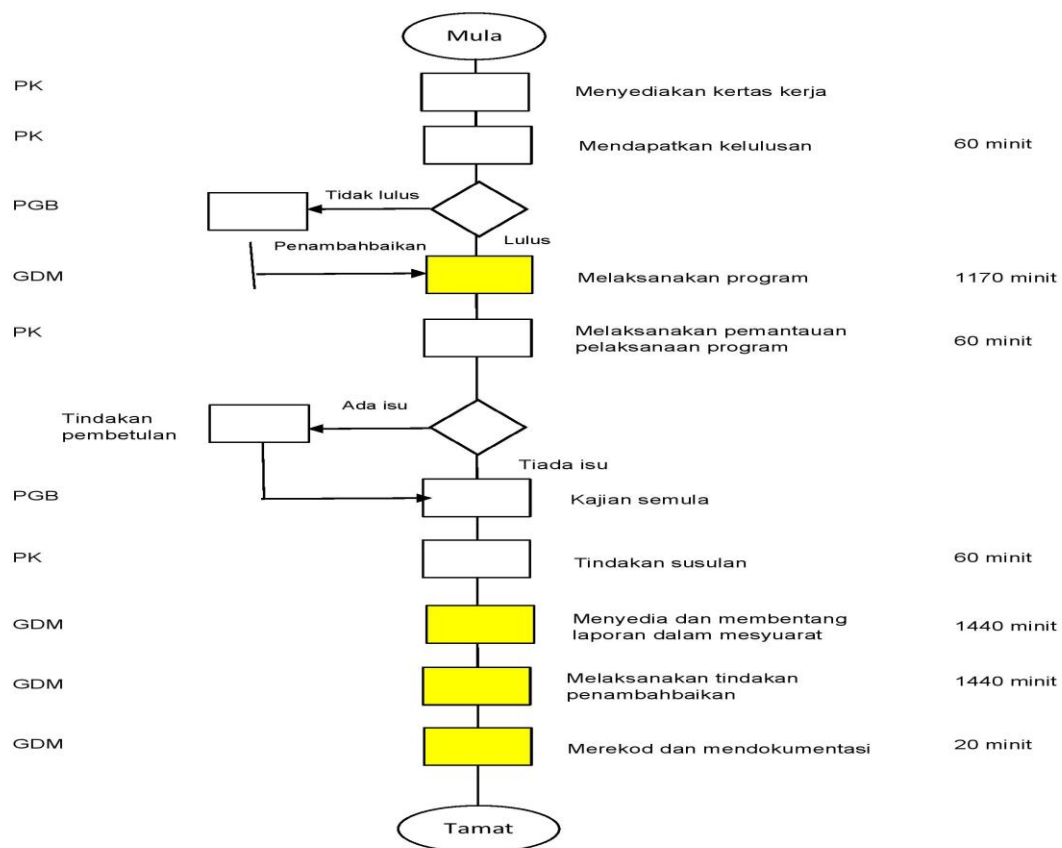 Mula
PK
Menyediakan kertas kerja
PK
Mendapatkan kelulusan
60 minit
PGB
Tidak lulus
Penambahbaikan
Lulus
GDM
Melaksanakan program
1170 minit
PK
Melaksanakan pemantauan
pelaksanaan program
60 minit
Tindakan
pembetulan
Ada isu
Tiada isu
PGB
Kajian semula
PK
Tindakan susulan
60 minit
GDM
Menyedia dan membentang
laporan dalam mesyuarat
1440 minit
GDM
Melaksanakan tindakan
penambahbaikan
1440 minit
GDM
Merekod dan mendokumentasi
20 minit
Tamat